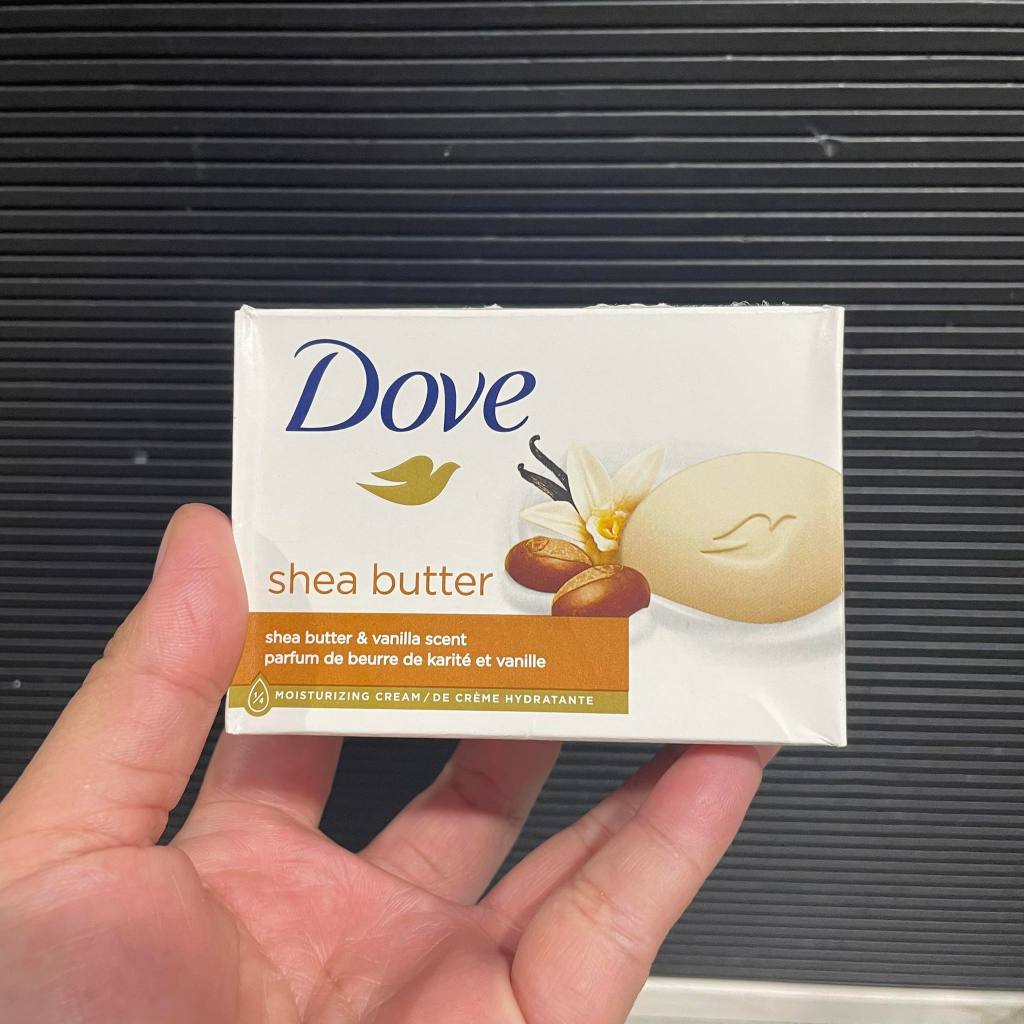 Dove
shea butter
shea butter & vanilla scent
parfum de beurre de karité et vanille
¼ MOISTURIZING CREAM / DE CRÈME HYDRATANTE